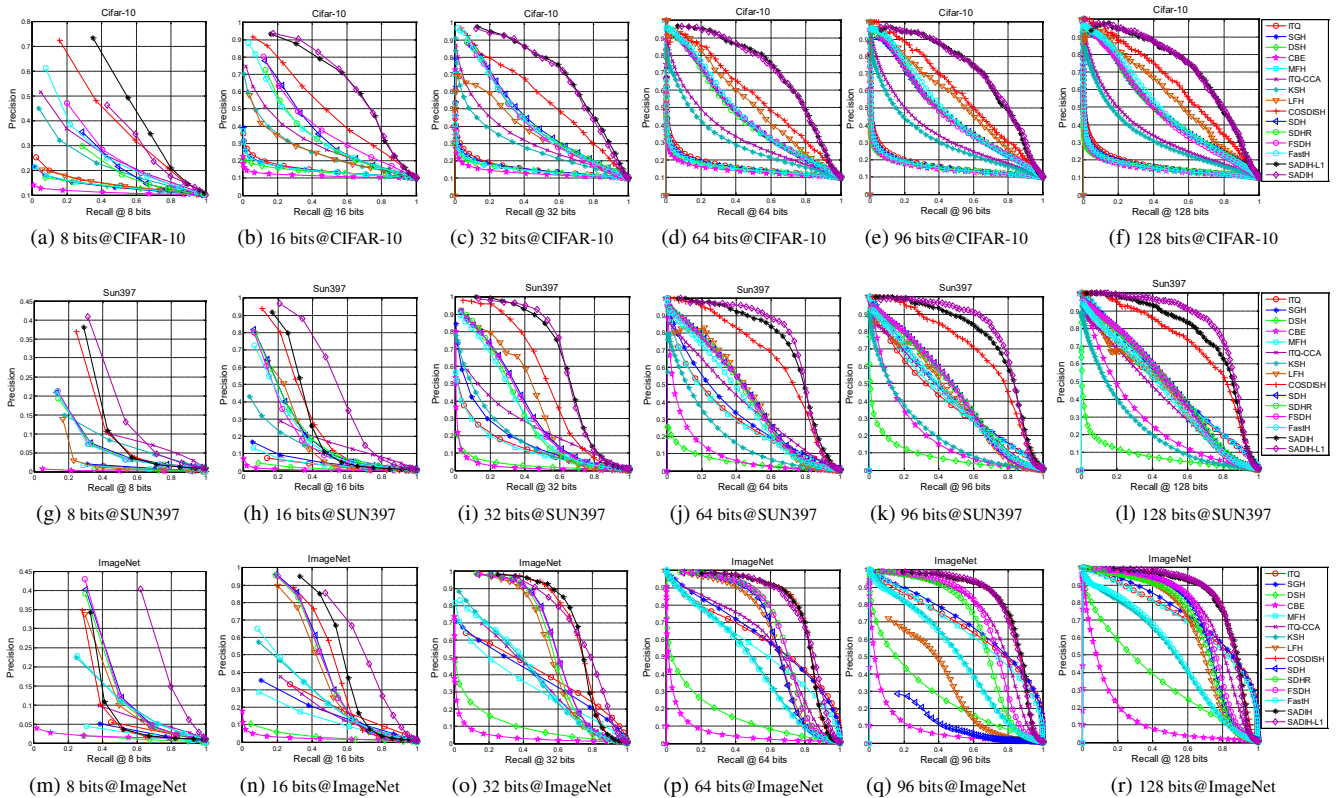 Cifar-10
Cifar-10
Cifar-10
Cifar-10
Cifar-10
Cifar-10
Precision
Recall @ 8 bits
Recall @ 16 bits
Recall @ 32 bits
Recall @ 64 bits
Recall @ 96 bits
Recall @ 128 bits
ITQ
SGH
DSH
CBE
MFH
ITQ-CCA
KSH
LFH
COSDISH
SDH
SDHR
FSDH
FastH
SADIH-L1
SADIH
(a) 8 bits@CIFAR-10
(b) 16 bits@CIFAR-10
(c) 32 bits@CIFAR-10
(d) 64 bits@CIFAR-10
(e) 96 bits@CIFAR-10
(f) 128 bits@CIFAR-10
Sun397
Sun397
Sun397
Sun397
Sun397
Sun397
Precision
Recall @ 8 bits
Recall @ 16 bits
Recall @ 32 bits
Recall @ 64 bits
Recall @ 96 bits
Recall @ 128 bits
ITQ
SGH
DSH
CBE
MFH
ITQ-CCA
KSH
LFH
COSDISH
SDH
SDHR
FSDH
FastH
SADIH
SADIH-L1
(g) 8 bits@SUN397
(h) 16 bits@SUN397
(i) 32 bits@SUN397
(j) 64 bits@SUN397
(k) 96 bits@SUN397
(l) 128 bits@SUN397
ImageNet
ImageNet
ImageNet
ImageNet
ImageNet
ImageNet
Precision
Recall @ 8 bits
Recall @ 16 bits
Recall @ 32 bits
Recall @ 64 bits
Recall @ 96 bits
Recall @ 128 bits
ITQ
SGH
DSH
CBE
MFH
ITQ-CCA
KSH
LFH
COSDISH
SDH
SDHR
FSDH
FastH
SADIH
SADIH-L1
(m) 8 bits@ImageNet
(n) 16 bits@ImageNet
(o) 32 bits@ImageNet
(p) 64 bits@ImageNet
(q) 96 bits@ImageNet
(r) 128 bits@ImageNet